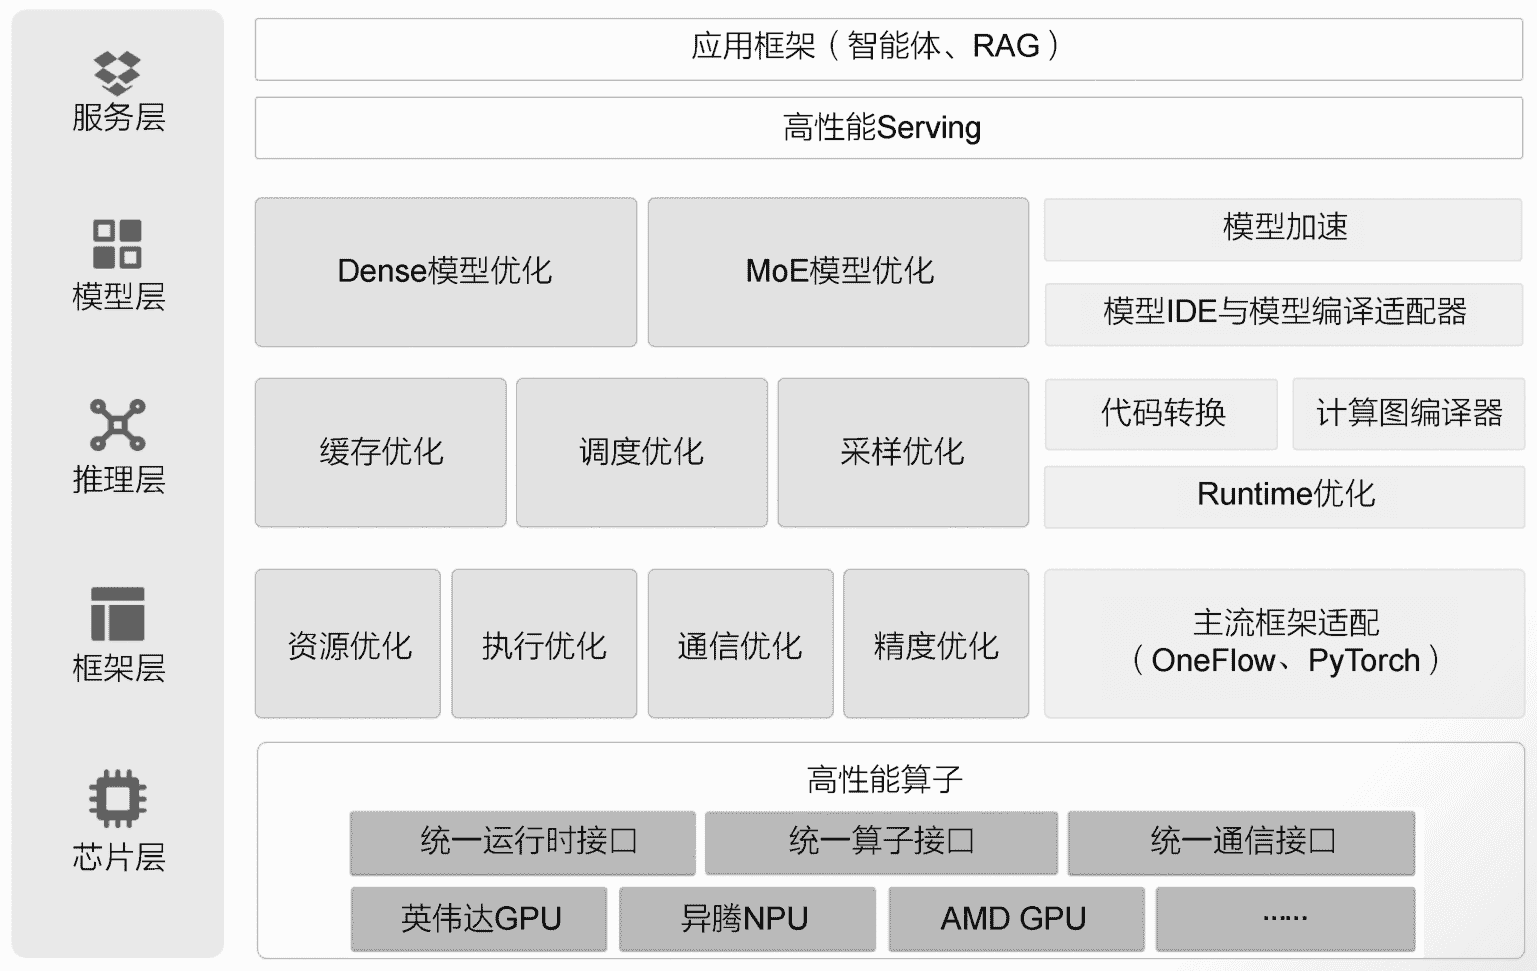 服务层
应用框架（智能体、RAG）
高性能Serving
模型层
Dense模型优化
MoE模型优化
模型加速
模型IDE与模型编译适配器
推理层
缓存优化
调度优化
采样优化
代码转换
计算图编译器
Runtime优化
框架层
资源优化
执行优化
通信优化
精度优化
主流框架适配
（OneFlow、PyTorch）
芯片层
高性能算子
统一运行时接口
统一算子接口
统一通信接口
英伟达GPU
异腾NPU
AMD GPU
……